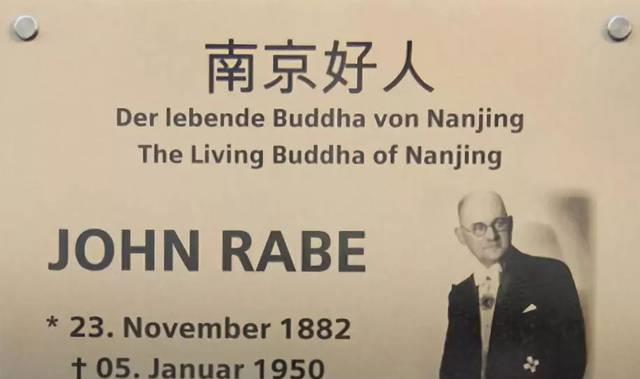 南京好人
Der lebende Buddha von Nanjing
The Living Buddha of Nanjing
JOHN RABE
* 23. November 1882
† 05. Januar 1950